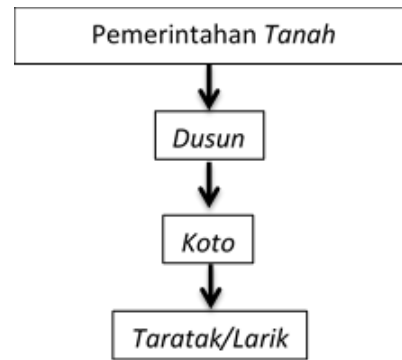 Pemerintahan Tanah
Dusun
Koto
Taratak/Larik